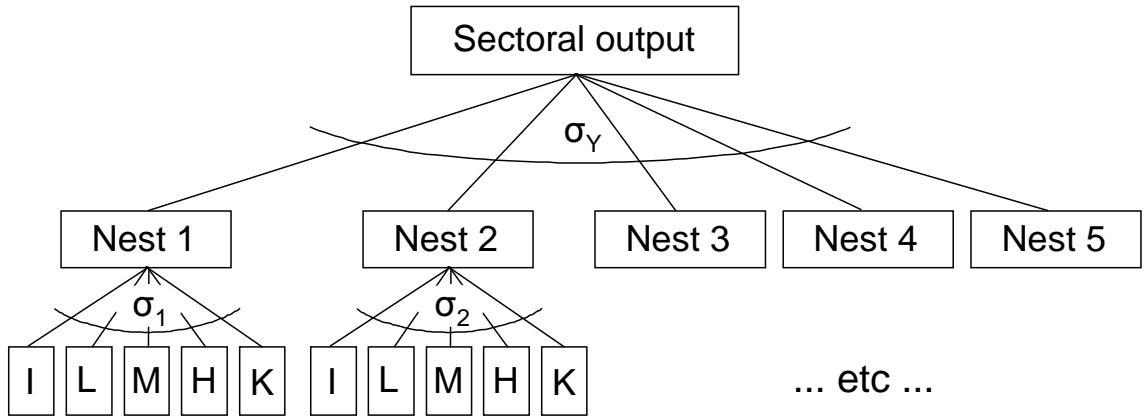 Sectoral output
σY
Nest 1 Nest 2 Nest 3 Nest 4 Nest 5
σ1 σ2
I L M H K I L M H K ... etc ...